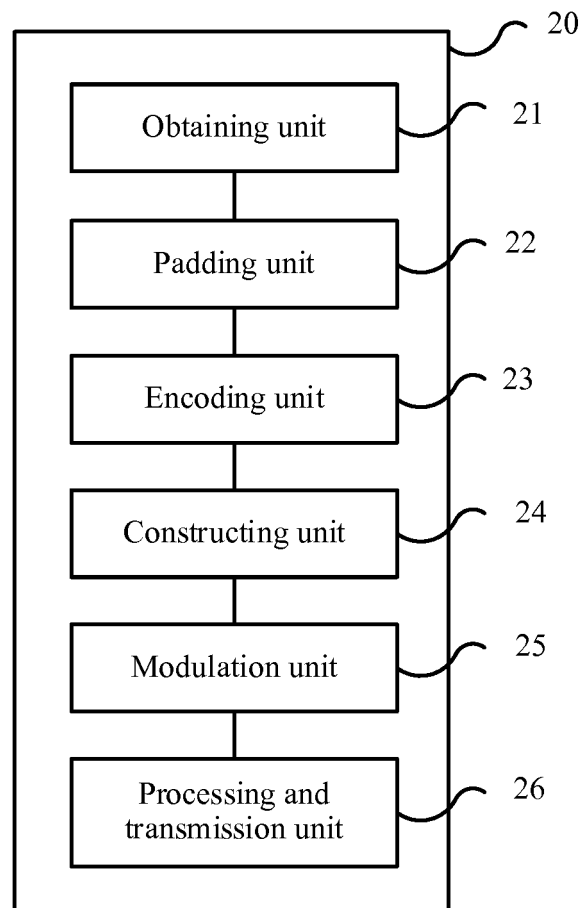 20
Obtaining unit
21
Padding unit
22
Encoding unit
23
Constructing unit
24
Modulation unit
25
Processing and
transmission unit
26